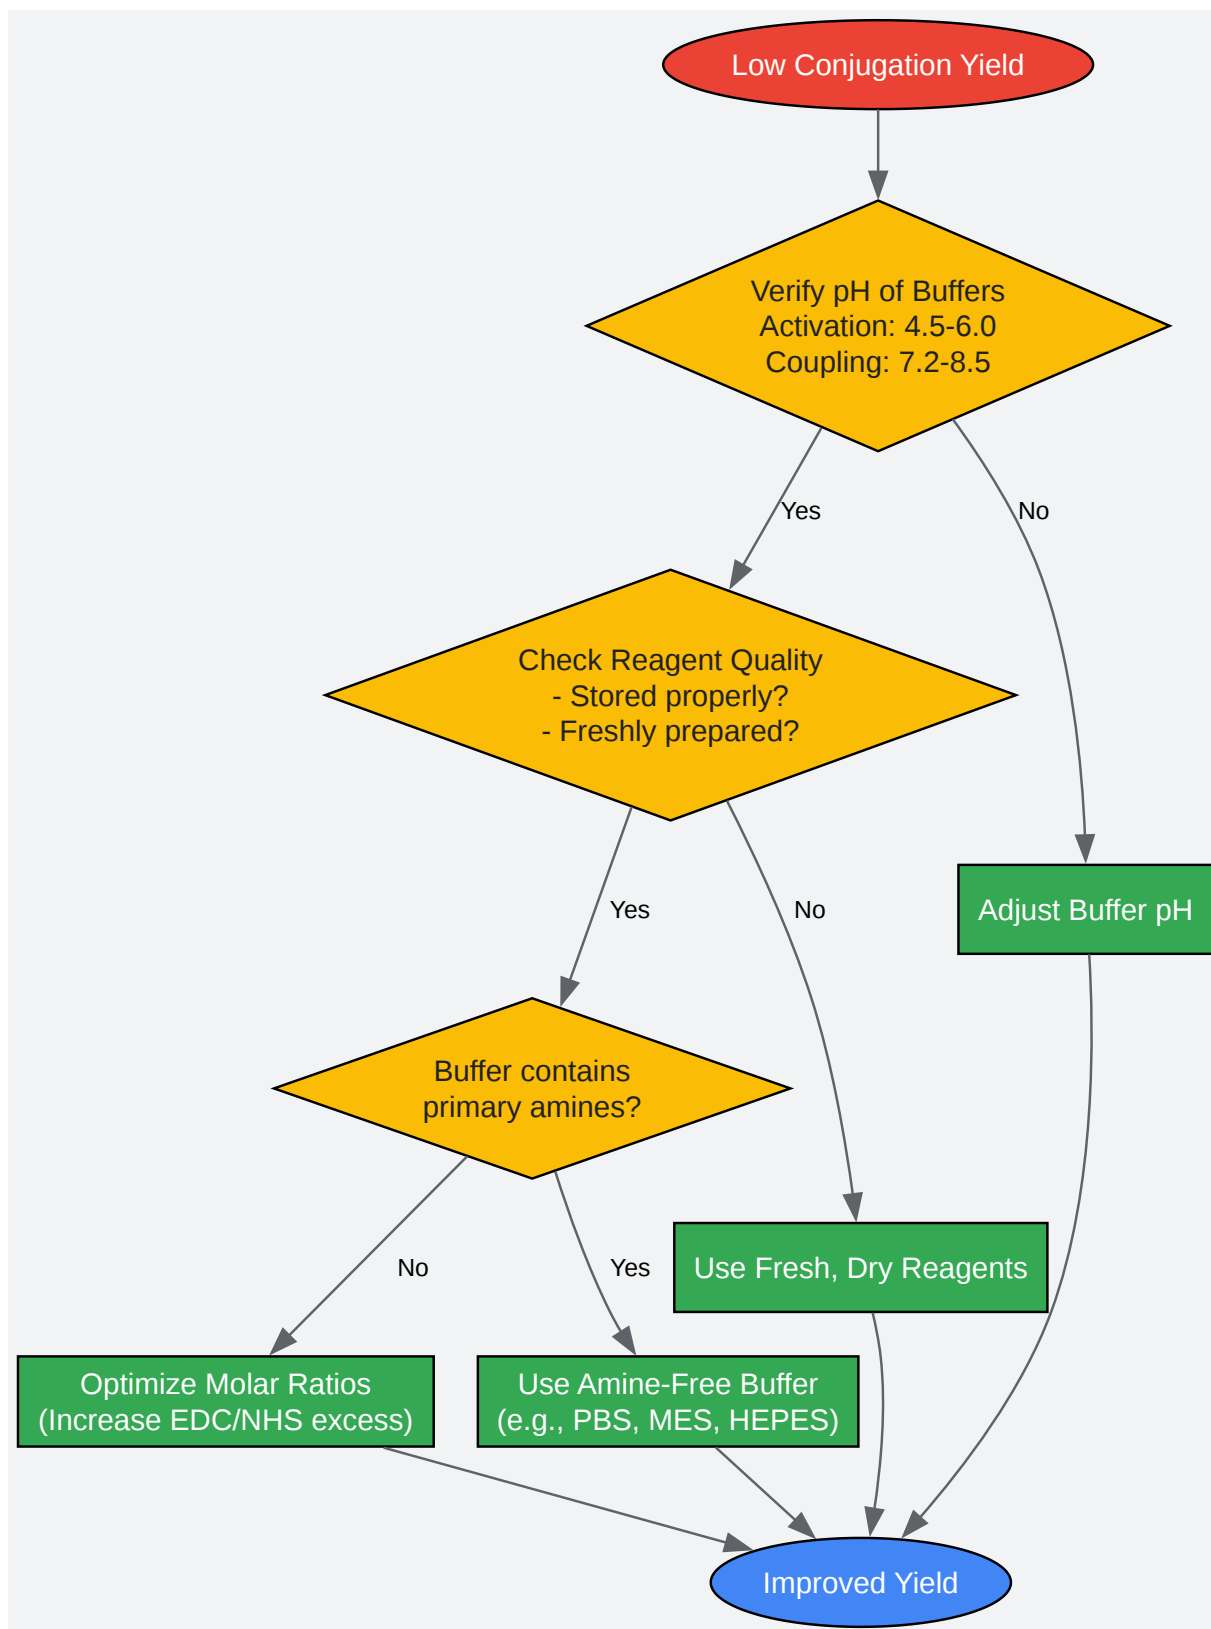 Low Conjugation Yield
Verify pH of Buffers
Activation: 4.5-6.0
Coupling: 7.2-8.5
Yes
No
Check Reagent Quality
- Stored properly?
- Freshly prepared?
Yes
No
Adjust Buffer pH
Buffer contains
primary amines?
No
Yes
Use Fresh, Dry Reagents
Optimize Molar Ratios
(Increase EDC/NHS excess)
Use Amine-Free Buffer
(e.g., PBS, MES, HEPES)
Improved Yield